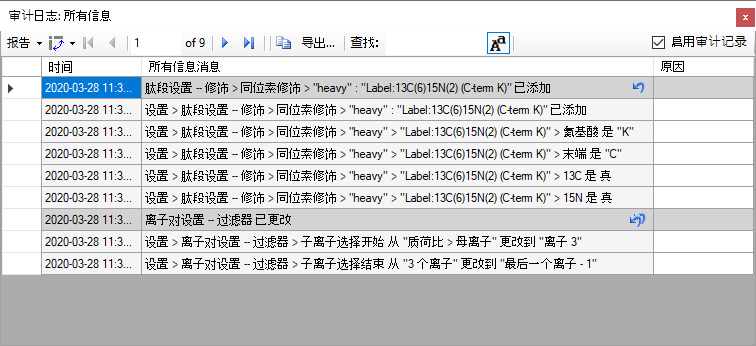 审计日志: 所有信息
报告 1 of 9 导出... 查找: Aa 启用审计记录
时间 所有信息消息 原因
2020-03-28 11:3... 肽段设置 -- 修饰 > 同位素修饰 > "heavy" : "Label:13C(6)15N(2) (C-term K)" 已添加
2020-03-28 11:3... 设置 > 肽段设置 -- 修饰 > 同位素修饰 > "heavy" : "Label:13C(6)15N(2) (C-term K)" 已添加
2020-03-28 11:3... 设置 > 肽段设置 -- 修饰 > 同位素修饰 > "heavy" > "Label:13C(6)15N(2) (C-term K)" > 氨基酸 是 "K"
2020-03-28 11:3... 设置 > 肽段设置 -- 修饰 > 同位素修饰 > "heavy" > "Label:13C(6)15N(2) (C-term K)" > 末端 是 "C"
2020-03-28 11:3... 设置 > 肽段设置 -- 修饰 > 同位素修饰 > "heavy" > "Label:13C(6)15N(2) (C-term K)" > 13C 是 真
2020-03-28 11:3... 设置 > 肽段设置 -- 修饰 > 同位素修饰 > "heavy" > "Label:13C(6)15N(2) (C-term K)" > 15N 是 真
2020-03-28 11:3... 离子对设置 -- 过滤器 已更改
2020-03-28 11:3... 设置 > 离子对设置 -- 过滤器 > 子离子选择开始 从 "质荷比 > 母离子" 更改到 "离子 3"
2020-03-28 11:3... 设置 > 离子对设置 -- 过滤器 > 子离子选择结束 从 "3 个离子" 更改到 "最后一个离子 - 1"